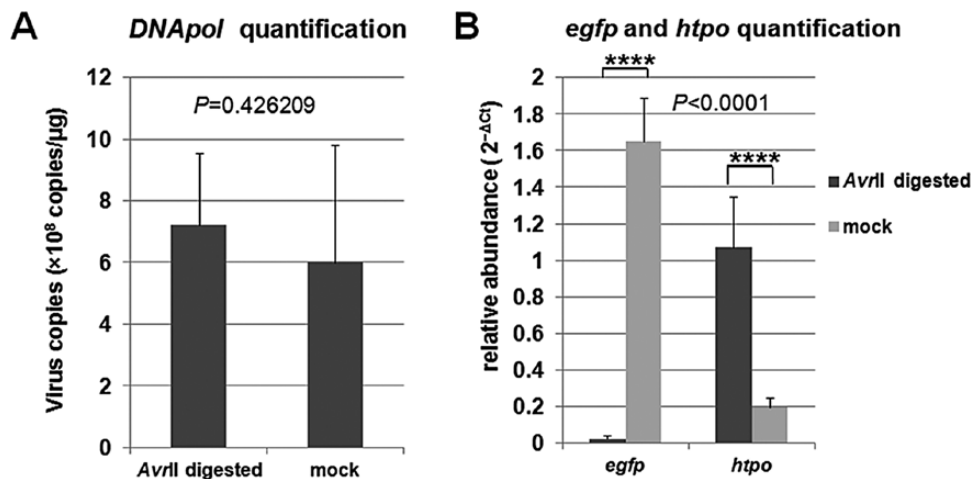 A
DNApol quantification
Virus copies (×10⁸ copies/µg)
12
10
8
6
4
2
0
P=0.426209
AvrII digested
mock
B
egfp and htpo quantification
relative abundance ( 2⁻ΔCt)
2
1.8
1.6
1.4
1.2
1
0.8
0.6
0.4
0.2
0
****
P<0.0001
****
egfp
htpo
AvrII digested
mock